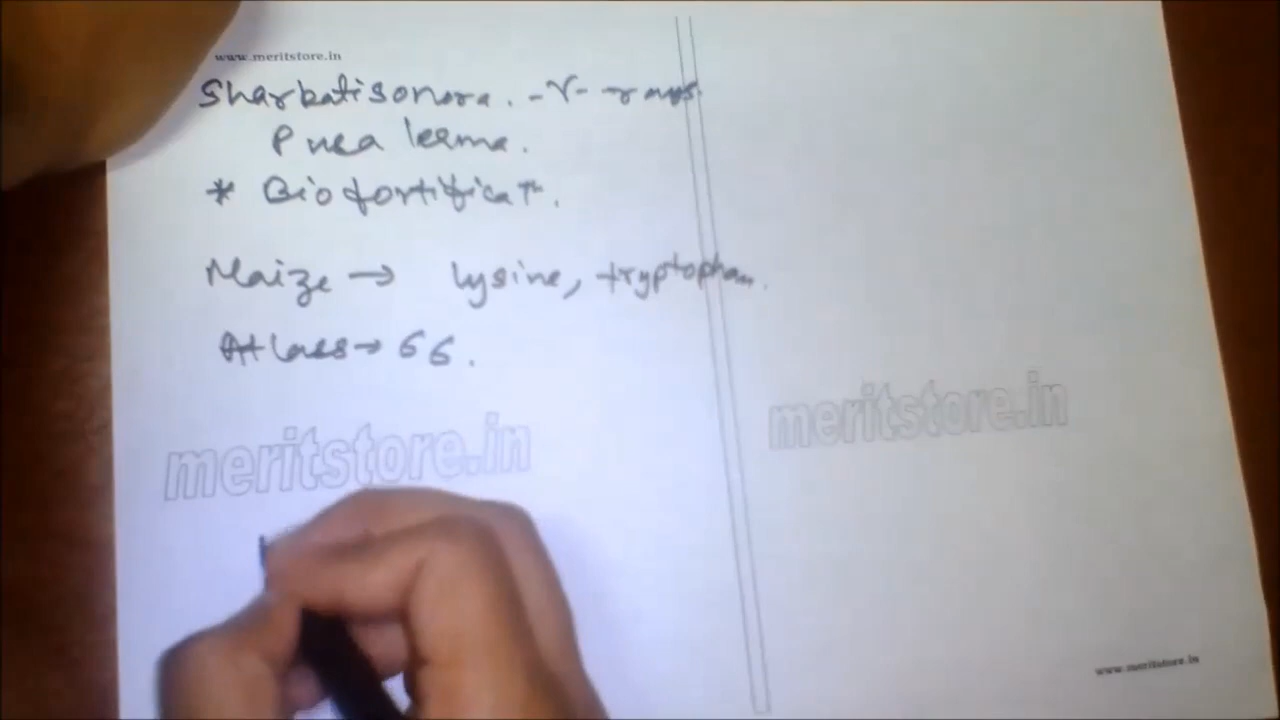 www.meritstore.in
Sharbatisonora. - γ - rays.
Pusa lerma.
* Biofortificatn.
Maize → lysine, tryptophan.
Atlass → 66.
meritstore.in
meritstore.in
www.meritstore.in